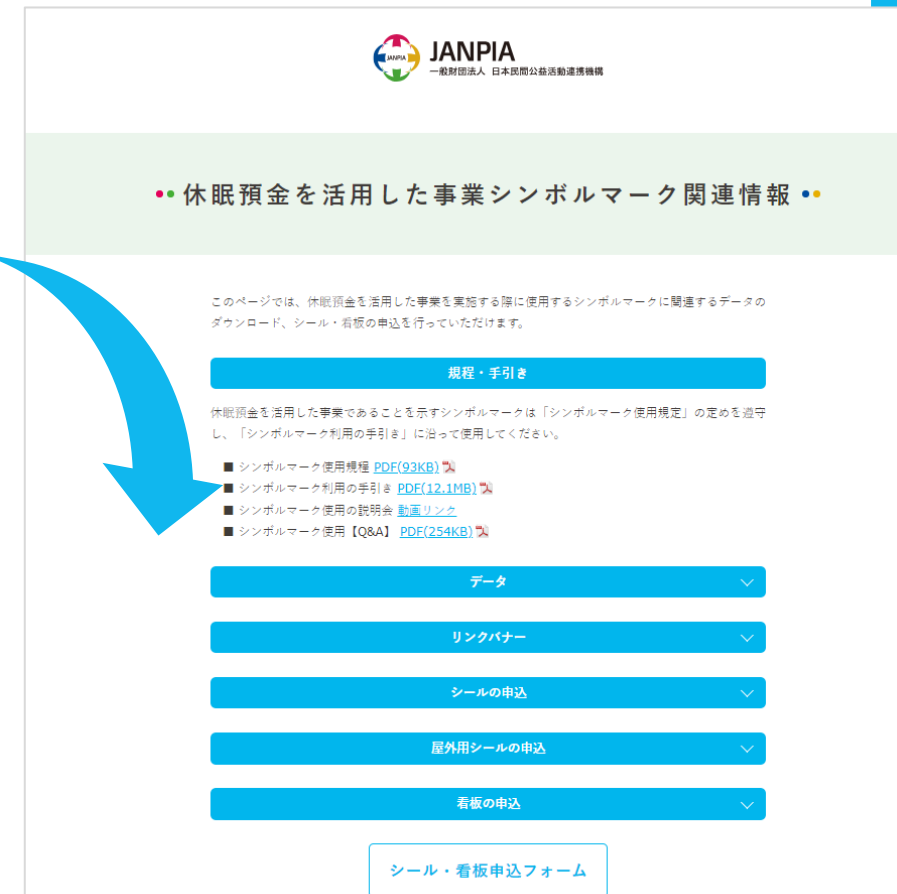 JANPIA
JANPIA
一般財団法人 日本民間公益活動連携機構
休眠預金を活用した事業シンボルマーク関連情報
このページでは、休眠預金を活用した事業を実施する際に使用するシンボルマークに関連するデータの
ダウンロード、シール・看板の申込を行っていただけます。
規程・手引き
休眠預金を活用した事業であることを示すシンボルマークは「シンボルマーク使用規定」の定めを遵守
し、「シンボルマーク利用の手引き」に沿って使用してください。
■ シンボルマーク使用規程 PDF(93KB)
■ シンボルマーク利用の手引き PDF(12.1MB)
■ シンボルマーク使用の説明会 動画リンク
■ シンボルマーク使用【Q&A】 PDF(254KB)
データ
リンクバナー
シールの申込
屋外用シールの申込
看板の申込
シール・看板申込フォーム